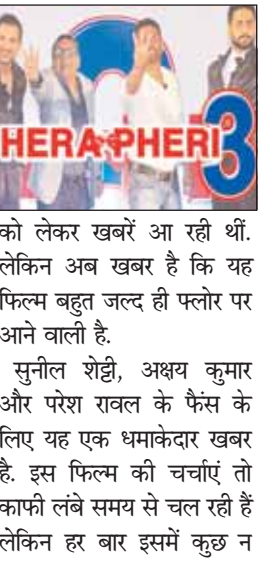 HERA PHERI 3
को लेकर खबरें आ रही थीं.
लेकिन अब खबर है कि यह
फिल्म बहुत जल्द ही फ्लोर पर
आने वाली है.
सुनील शेट्टी, अक्षय कुमार
और परेश रावल के फैंस के
लिए यह एक धमाकेदार खबर
है. इस फिल्म की चर्चाएं तो
काफी लंबे समय से चल रही हैं
लेकिन हर बार इसमें कुछ न